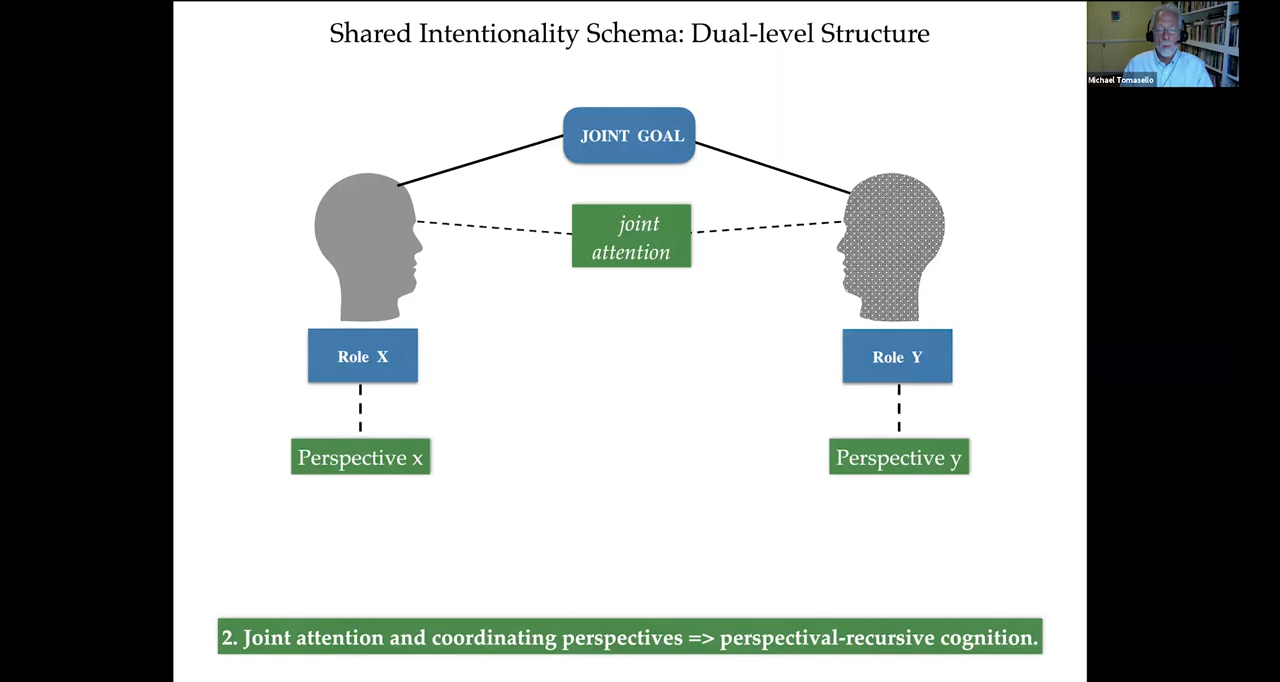 Shared Intentionality Schema: Dual-level Structure
Michael Tomasello
JOINT GOAL
joint
attention
Role X
Role Y
Perspective x
Perspective y
2. Joint attention and coordinating perspectives => perspectival-recursive cognition.